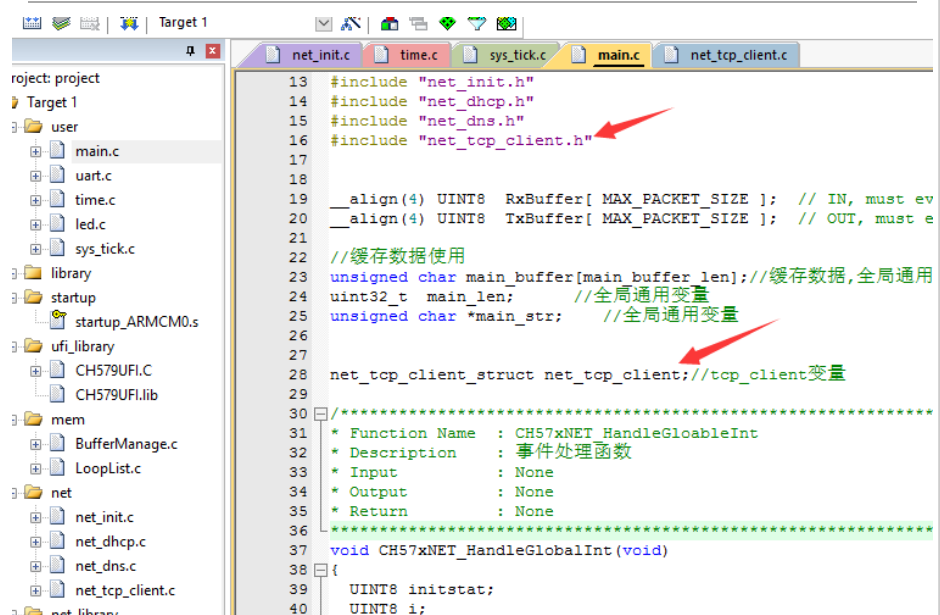 Target 1
net_init.c
time.c
sys_tick.c
main.c
net_tcp_client.c
roject: project
Target 1
user
main.c
uart.c
time.c
led.c
sys_tick.c
library
startup
startup_ARMCM0.s
ufi_library
CH579UFI.C
CH579UFI.lib
mem
BufferManage.c
LoopList.c
net
net_init.c
net_dhcp.c
net_dns.c
net_tcp_client.c
net_library
13 #include "net_init.h"
14 #include "net_dhcp.h"
15 #include "net_dns.h"
16 #include "net_tcp_client.h"
17
18
19 __align(4) UINT8 RxBuffer[ MAX_PACKET_SIZE ]; // IN, must ev
20 __align(4) UINT8 TxBuffer[ MAX_PACKET_SIZE ]; // OUT, must e
21
22 //缓存数据使用
23 unsigned char main_buffer[main_buffer_len];//缓存数据,全局通用
24 uint32_t main_len; //全局通用变量
25 unsigned char *main_str; //全局通用变量
26
27
28 net_tcp_client_struct net_tcp_client;//tcp_client变量
29
30 /*************************************************************
31 * Function Name : CH57xNET_HandleGloableInt
32 * Description : 事件处理函数
33 * Input : None
34 * Output : None
35 * Return : None
36 **************************************************************
37 void CH57xNET_HandleGlobalInt(void)
38 {
39 UINT8 initstat;
40 UINT8 i;